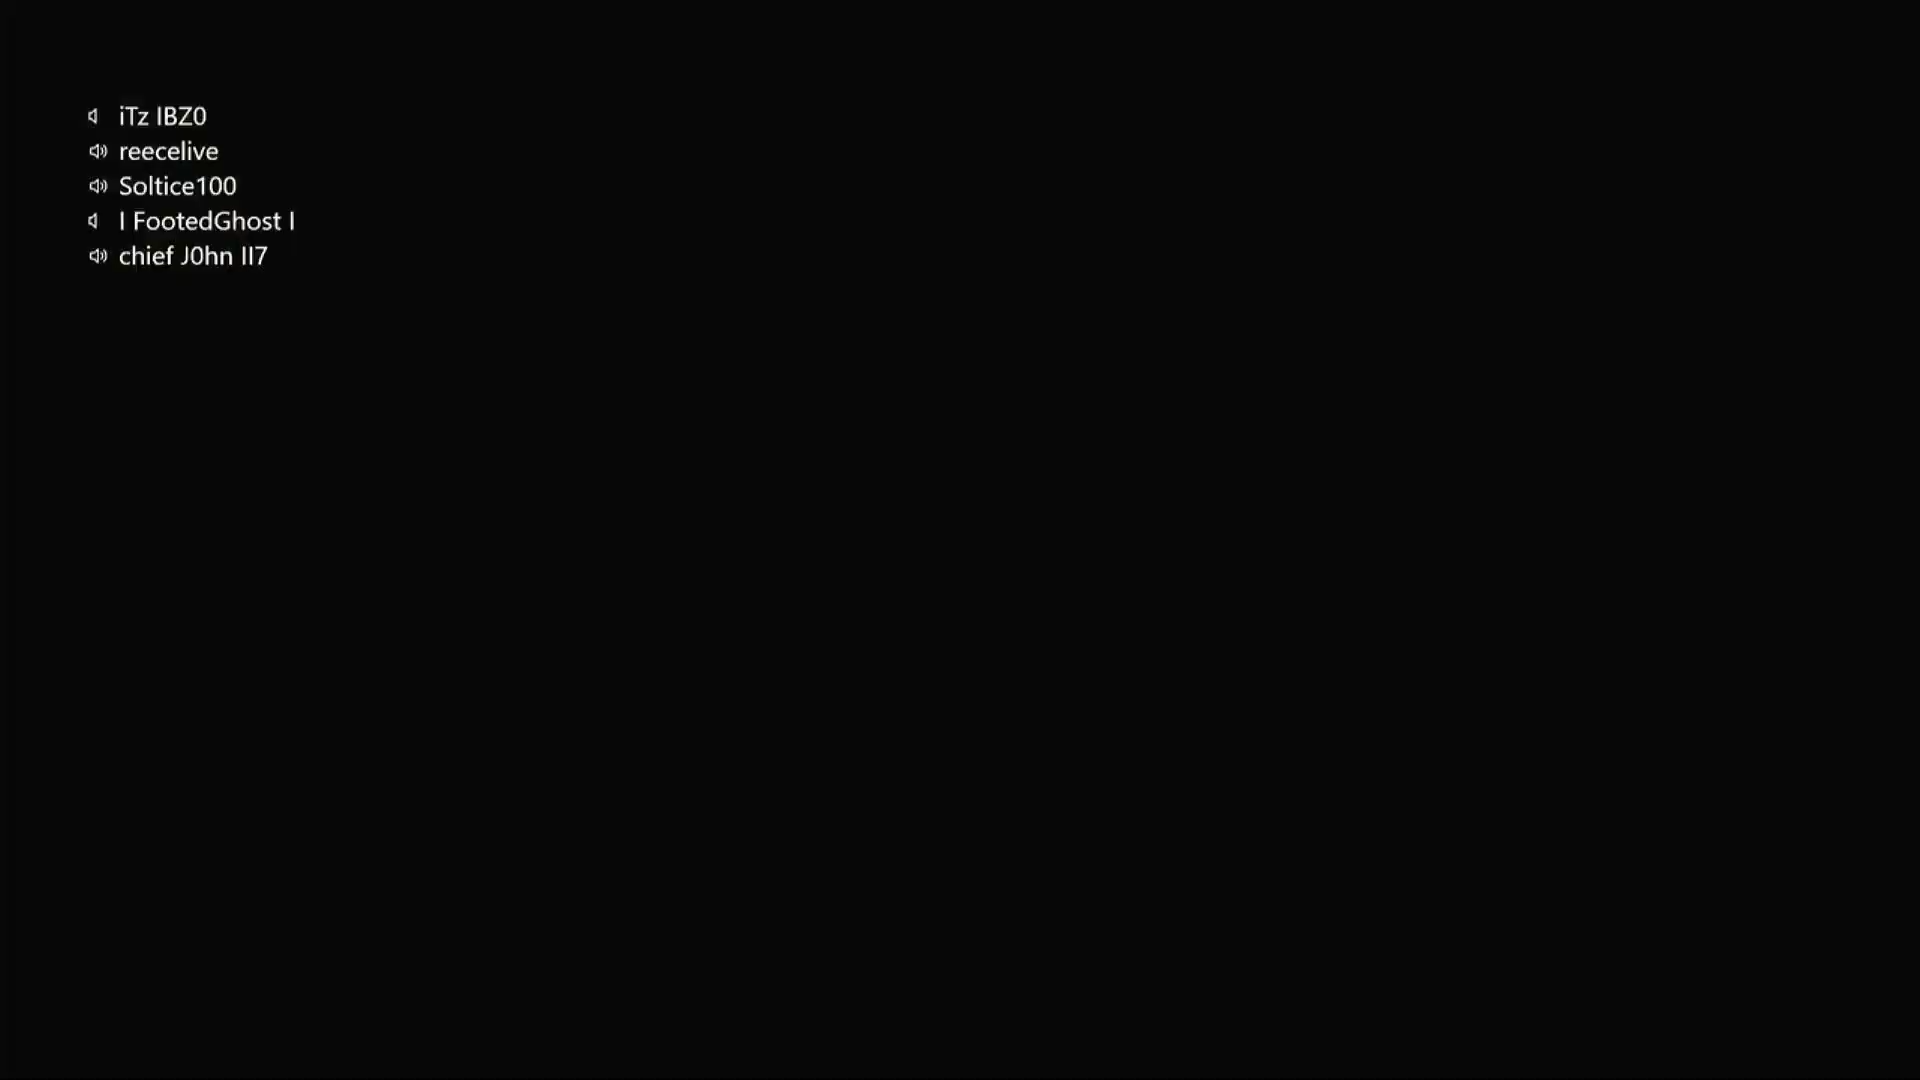 iTz IBZ0
reecelive
Soltice100
I FootedGhost I
chief J0hn II7